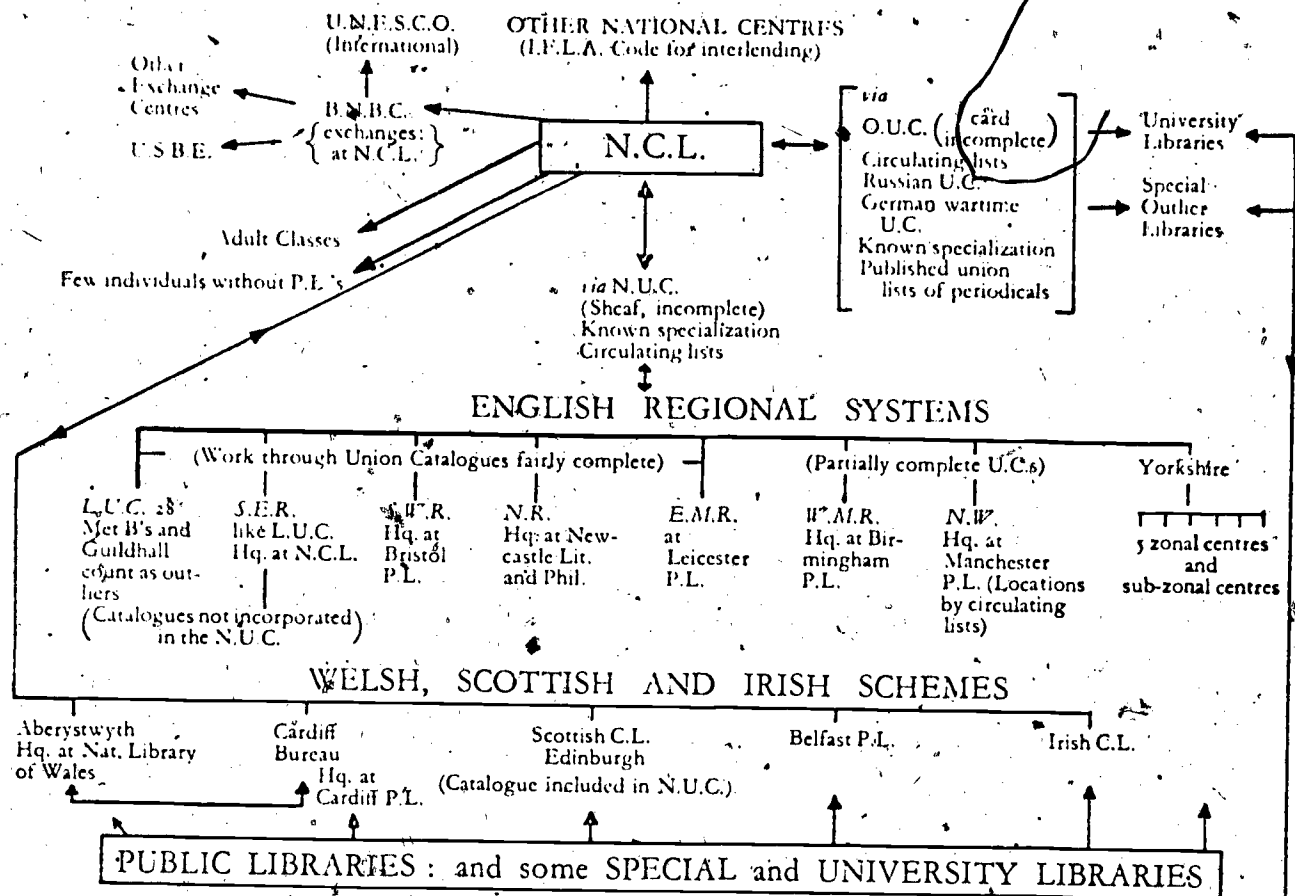 U.N.E.S.C.O.
(International)
OTHER NATIONAL CENTRES
(I.F.L.A. Code for interlending)
Other
Exchange
Centres
B.N.B.C.
{exchanges:
at N.C.L.}
U.S.B.E.
N.C.L.
via
O.U.C. (card
incomplete)
Circulating lists
Russian U.C.
German wartime
U.C.
Known specialization
Published union
lists of periodicals
University
Libraries
Special
Outlier
Libraries
Adult Classes
Few individuals without P.L.'s
via N.U.C.
(Sheaf, incomplete)
Known specialization
Circulating lists
ENGLISH REGIONAL SYSTEMS
(Work through Union Catalogues fairly complete)
(Partially complete U.C.s)
Yorkshire
L.U.C. 28
Met B's and
Guildhall
count as out-
liers
S.E.R.
like L.U.C.
Hq. at N.C.L.
(Catalogues not incorporated
in the N.U.C.)
S.W.R.
Hq. at
Bristol
P.L.
N.R.
Hq. at New-
castle Lit.
and Phil.
E.M.R.
at
Leicester
P.L.
W.M.R.
Hq. at Bir-
mingham
P.L.
N.W.
Hq. at
Manchester
P.L. (Locations
by circulating
lists)
5 zonal centres
and
sub-zonal centres
WELSH, SCOTTISH AND IRISH SCHEMES
Aberystwyth
Hq. at Nat. Library
of Wales
Cardiff
Bureau
Hq. at
Cardiff P.L.
Scottish C.L.
Edinburgh
(Catalogue included in N.U.C.)
Belfast P.L.
Irish C.L.
PUBLIC LIBRARIES : and some SPECIAL and UNIVERSITY LIBRARIES